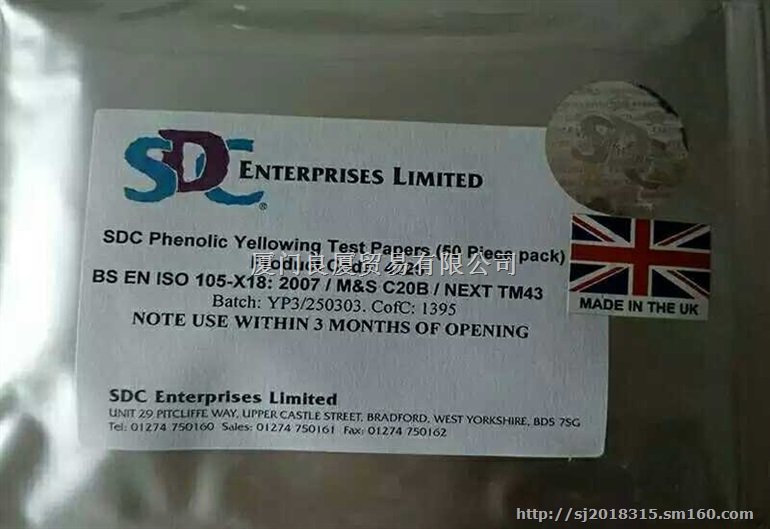 SDC ENTERPRISES LIMITED
®
SDC Phenolic Yellowing Test Papers (50 Piece pack)
厦门良厦贸易有限公司
Product Code:
BS EN ISO 105-X18: 2007 / M&S C20B / NEXT TM43
Batch: YP3/250303. CofC: 1395
NOTE USE WITHIN 3 MONTHS OF OPENING
MADE IN THE UK
SDC Enterprises Limited
UNIT 29 PITCLIFFE WAY, UPPER CASTLE STREET, BRADFORD, WEST YORKSHIRE, BD5 7SG
Tel: 01274 750160 Sales: 01274 750161 Fax: 01274 750162
http://sj2018315.sm160.com